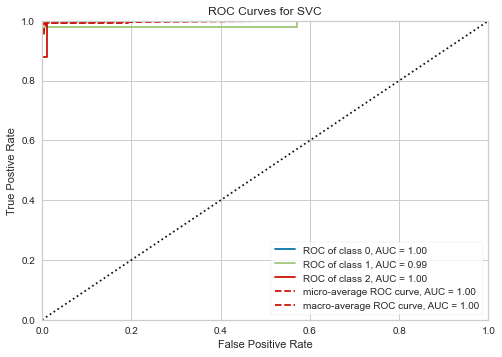 ROC Curves for SVC
1.0
0.8
0.6
0.4
0.2
0.0
True Postive Rate
ROC of class 0, AUC = 1.00
ROC of class 1, AUC = 0.99
ROC of class 2, AUC = 1.00
micro-average ROC curve, AUC = 1.00
macro-average ROC curve, AUC = 1.00
0.0 0.2 0.4 0.6 0.8 1.0
False Positive Rate